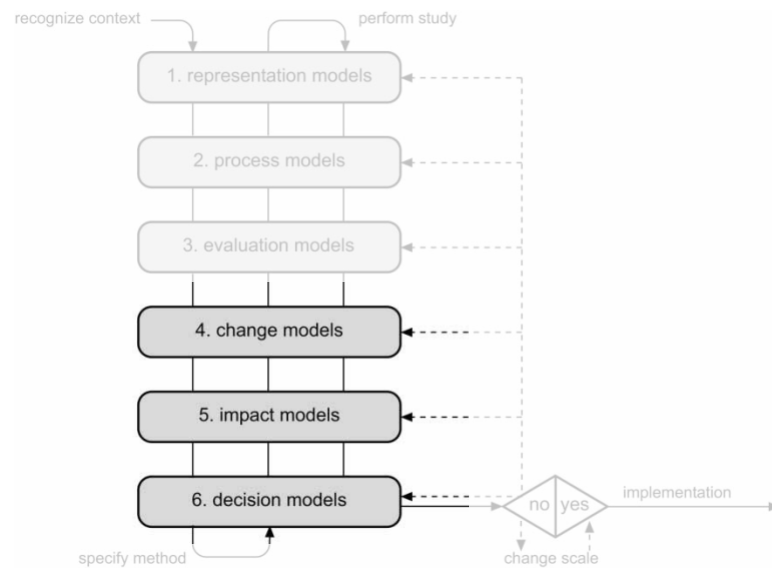 recognize context
perform study
1. representation models
2. process models
3. evaluation models
4. change models
5. impact models
6. decision models
no
yes
implementation
specify method
change scale